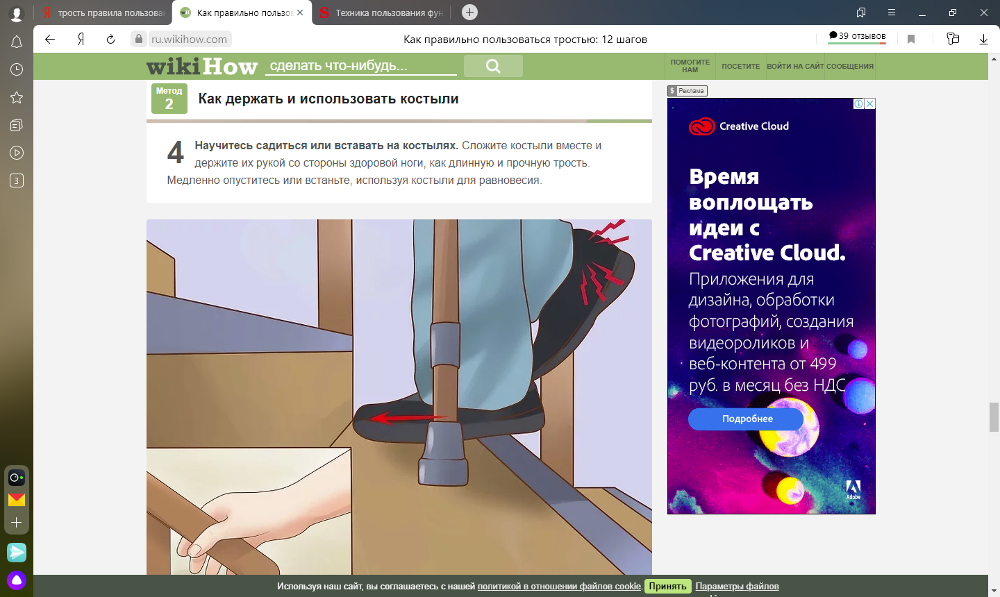 трость правила пользован
Как правильно пользо
Техника пользования фун
ru.wikihow.com
Как правильно пользоваться тростью: 12 шагов
39 отзывов
wikiHow
сделать что-нибудь...
ПОМОГИТЕ
НАМ
ПОСЕТИТЕ
ВОЙТИ НА САЙТ
СООБЩЕНИЯ
Метод
2
Как держать и использовать костыли
4
Научитесь садиться или вставать на костылях. Сложите костыли вместе и
держите их рукой со стороны здоровой ноги, как длинную и прочную трость.
Медленно опуститесь или встаньте, используя костыли для равновесия.
$ Реклама
Creative Cloud
Время
воплощать
идеи с
Creative Cloud.
Приложения для
дизайна, обработки
фотографий, создания
видеороликов и
веб-контента от 499
руб. в месяц без НДС
Подробнее
Adobe
3
Используя наш сайт, вы соглашаетесь с нашей политикой в отношении файлов cookie.
Принять
Параметры файлов